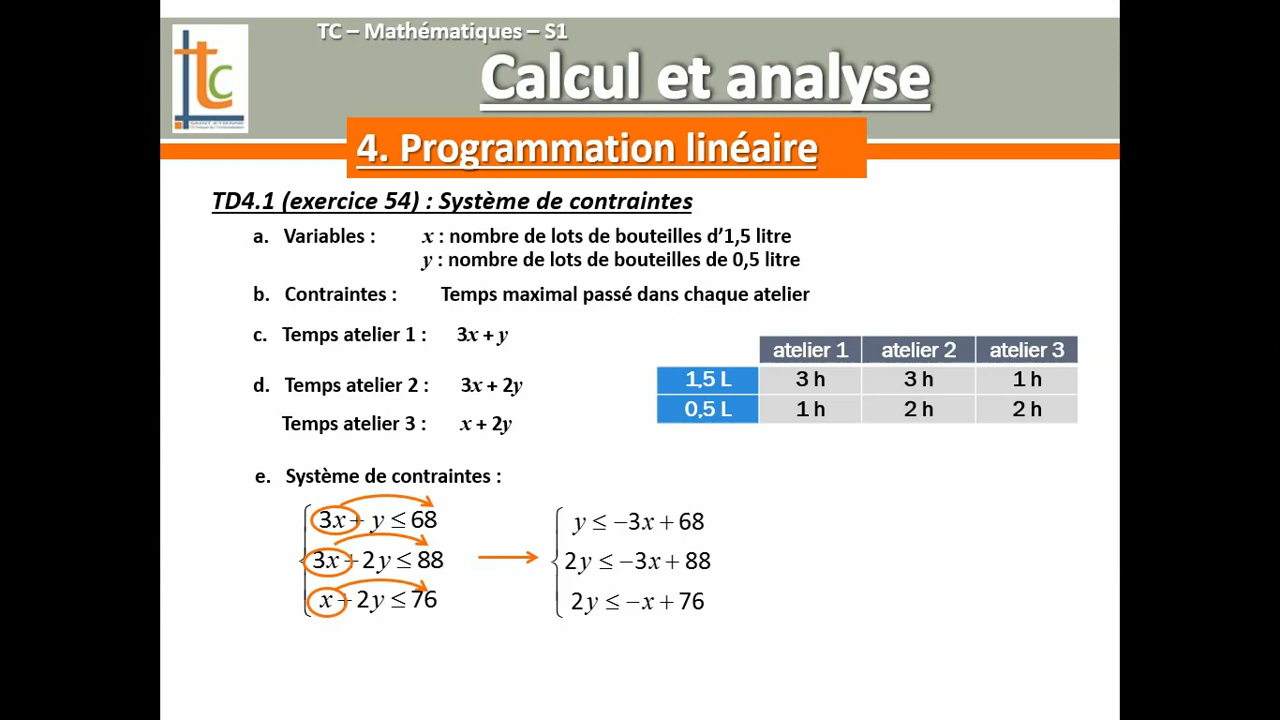 TC – Mathématiques – S1
Calcul et analyse
ttc
SAINT-ETIENNE
4. Programmation linéaire
TD4.1 (exercice 54) : Système de contraintes
a. Variables : x : nombre de lots de bouteilles d’1,5 litre
y : nombre de lots de bouteilles de 0,5 litre
b. Contraintes : Temps maximal passé dans chaque atelier
c. Temps atelier 1 : 3x + y
atelier 1 atelier 2 atelier 3
1,5 L 3 h 3 h 1 h
0,5 L 1 h 2 h 2 h
d. Temps atelier 2 : 3x + 2y
Temps atelier 3 : x + 2y
e. Système de contraintes :
3x + y ≤ 68
3x + 2y ≤ 88
x + 2y ≤ 76
y ≤ −3x + 68
2y ≤ −3x + 88
2y ≤ −x + 76